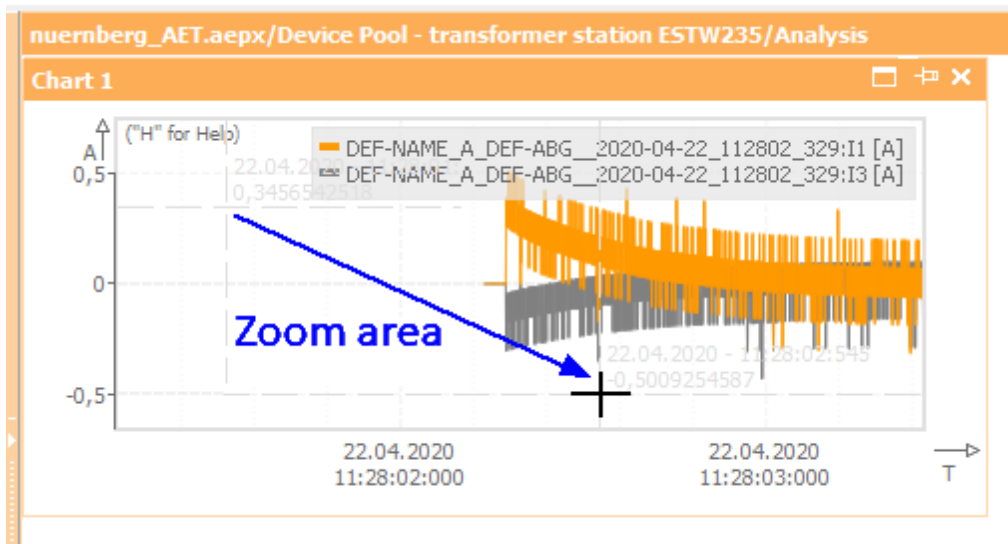 nuernberg_AET.aepx/Device Pool - transformer station ESTW235/Analysis
Chart 1
("H" for Help)
DEF-NAME_A_DEF-ABG__2020-04-22_112802_329:I1 [A]
DEF-NAME_A_DEF-ABG__2020-04-22_112802_329:I3 [A]
A
0,5
22.04.2020
0,3456542518
0
Zoom area
22.04.2020 - 11:28:02:545
-0,5009254587
-0,5
22.04.2020
11:28:02:000
22.04.2020
11:28:03:000
T